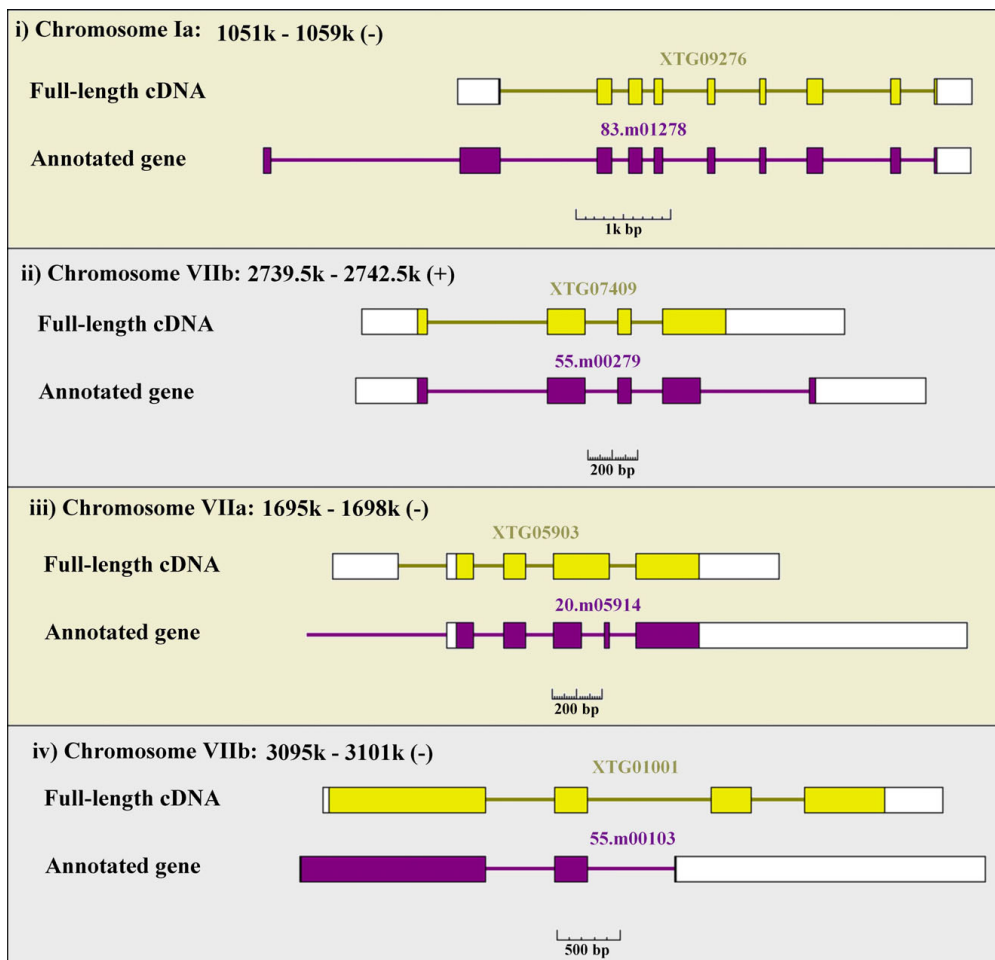 i) Chromosome Ia: 1051k - 1059k (-)
XTG09276
Full-length cDNA
83.m01278
Annotated gene
1k bp
ii) Chromosome VIIb: 2739.5k - 2742.5k (+)
XTG07409
Full-length cDNA
55.m00279
Annotated gene
200 bp
iii) Chromosome VIIa: 1695k - 1698k (-)
XTG05903
Full-length cDNA
20.m05914
Annotated gene
200 bp
iv) Chromosome VIIb: 3095k - 3101k (-)
XTG01001
Full-length cDNA
55.m00103
Annotated gene
500 bp